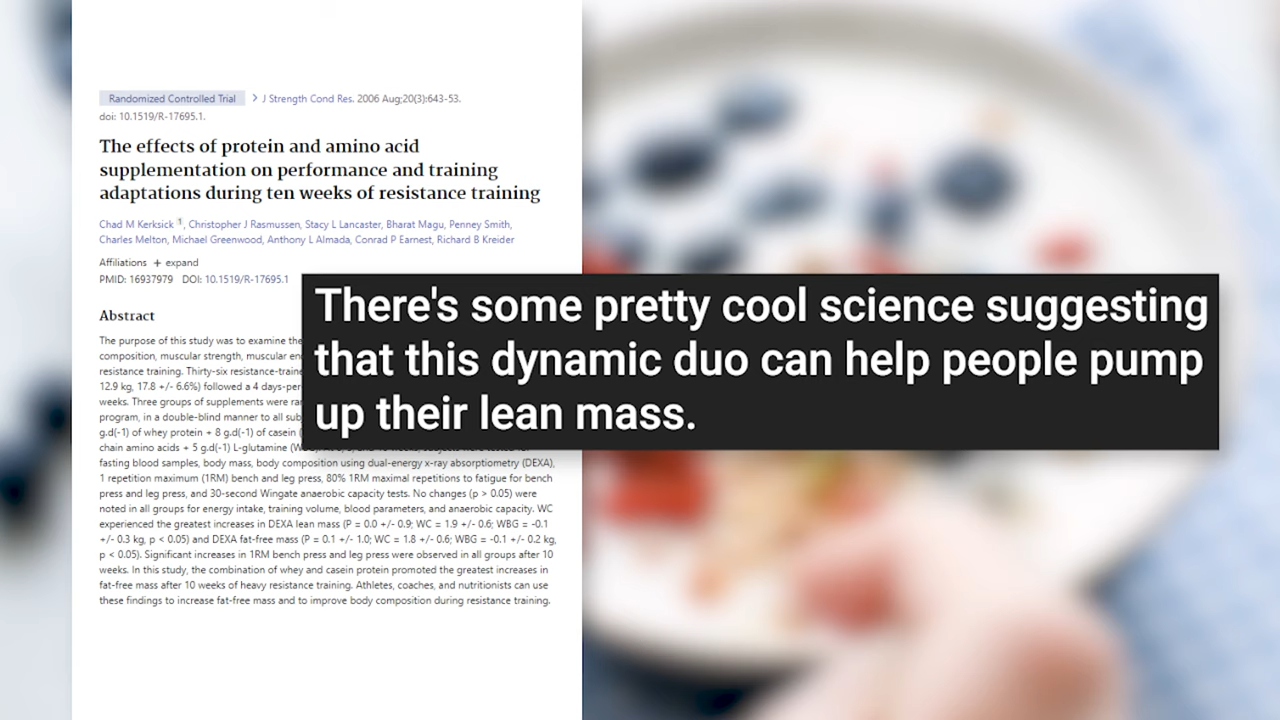 Randomized Controlled Trial > J Strength Cond Res. 2006 Aug;20(3):643-53.
doi: 10.1519/R-17695.1.
The effects of protein and amino acid
supplementation on performance and training
adaptations during ten weeks of resistance training
Chad M Kerksick 1, Christopher J Rasmussen, Stacy L Lancaster, Bharat Magu, Penney Smith,
Charles Melton, Michael Greenwood, Anthony L Almada, Conrad P Earnest, Richard B Kreider
Affiliations + expand
PMID: 16937979 DOI: 10.1519/R-17695.1
Abstract
The purpose of this study was to examine the
composition, muscular strength, muscular
resistance training. Thirty-six
12.9 kg, 17.8 +/- 6.6%) followed a 4
weeks. Three groups of supplements were
program, in a double-blind manner to all
g.d(-1) of whey protein + 8 g.d(-1) of casein
chain amino acids + 5 g.d(-1) L-glutamine
fasting blood samples, body mass, body composition using dual-energy x-ray absorptiometry (DEXA),
1 repetition maximum (1RM) bench and leg press, 80% 1RM maximal repetitions to fatigue for bench
press and leg press, and 30-second Wingate anaerobic capacity tests. No changes (p > 0.05) were
noted in all groups for energy intake, training volume, blood parameters, and anaerobic capacity. WC
experienced the greatest increases in DEXA lean mass (P = 0.0 +/- 0.9; WC = 1.9 +/- 0.6; WBG = -0.1
+/- 0.3 kg, p < 0.05) and DEXA fat-free mass (P = 0.1 +/- 1.0; WC = 1.8 +/- 0.6; WBG = -0.1 +/- 0.2 kg,
p < 0.05). Significant increases in 1RM bench press and leg press were observed in all groups after 10
weeks. In this study, the combination of whey and casein protein promoted the greatest increases in
fat-free mass after 10 weeks of heavy resistance training. Athletes, coaches, and nutritionists can use
these findings to increase fat-free mass and to improve body composition during resistance training.
There's some pretty cool science suggesting
that this dynamic duo can help people pump
up their lean mass.